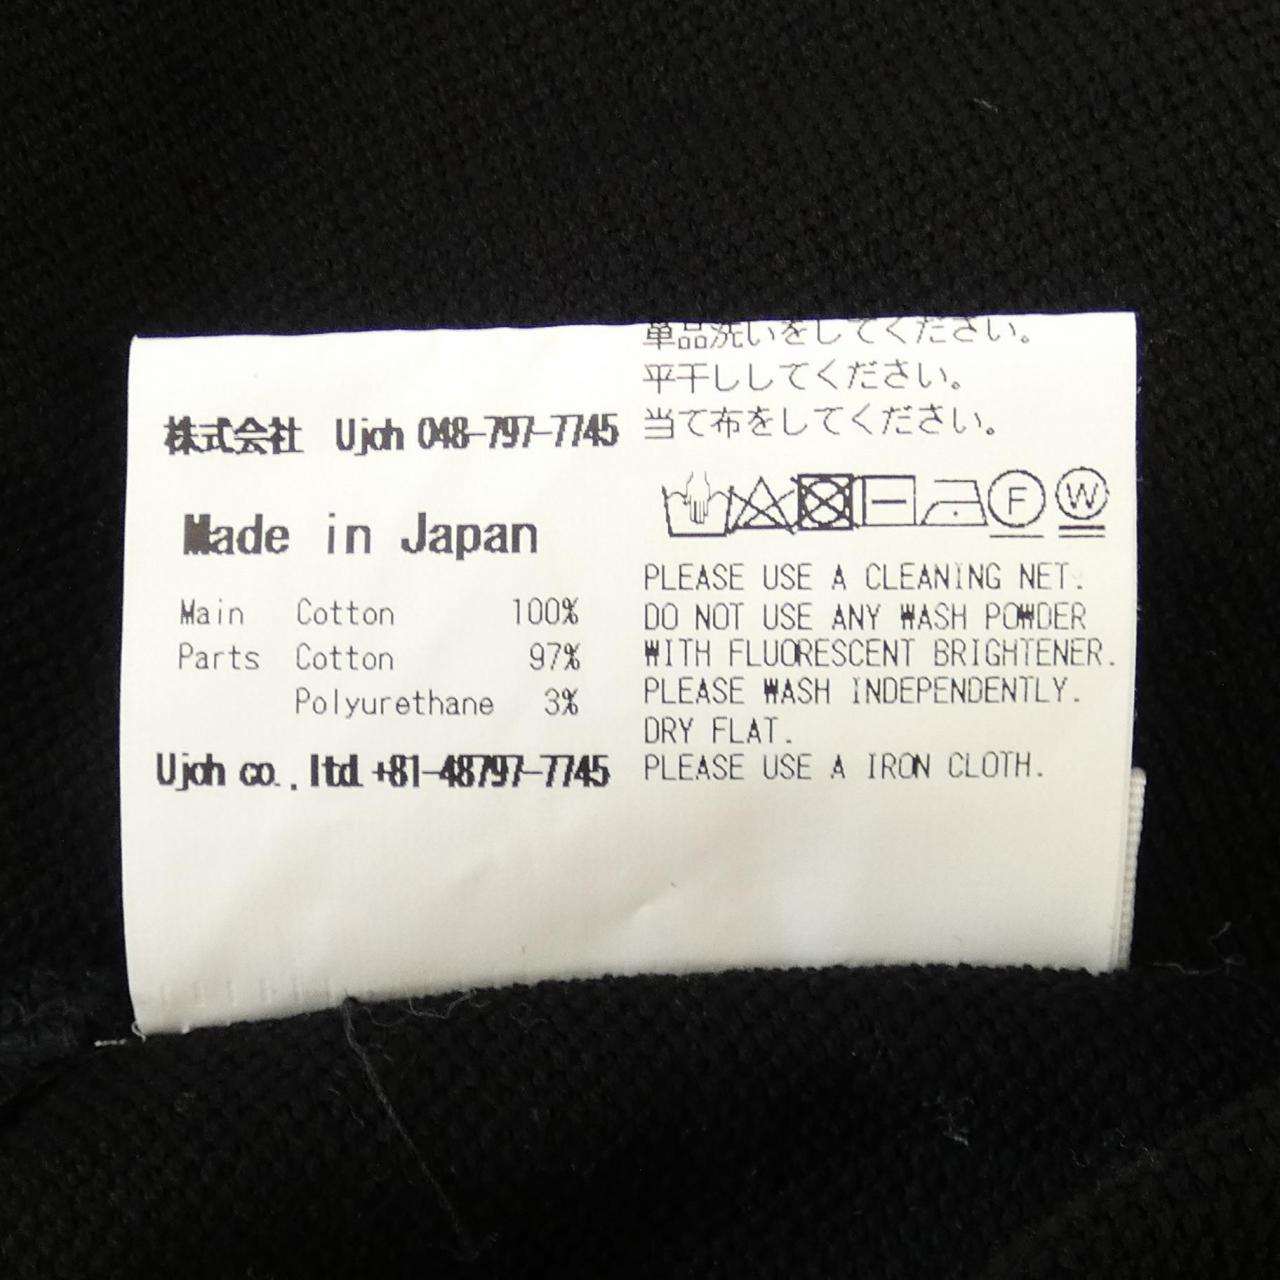 株式会社 Ujoh 048-797-7745
Made in Japan
Main Cotton 100%
Parts Cotton 97%
Polyurethane 3%
Ujoh co., ltd. +81-48797-7745
単品洗いをしてください。
平干ししてください。
当て布をしてください。
F W
PLEASE USE A CLEANING NET.
DO NOT USE ANY WASH POWDER
WITH FLUORESCENT BRIGHTENER.
PLEASE WASH INDEPENDENTLY.
DRY FLAT.
PLEASE USE A IRON CLOTH.